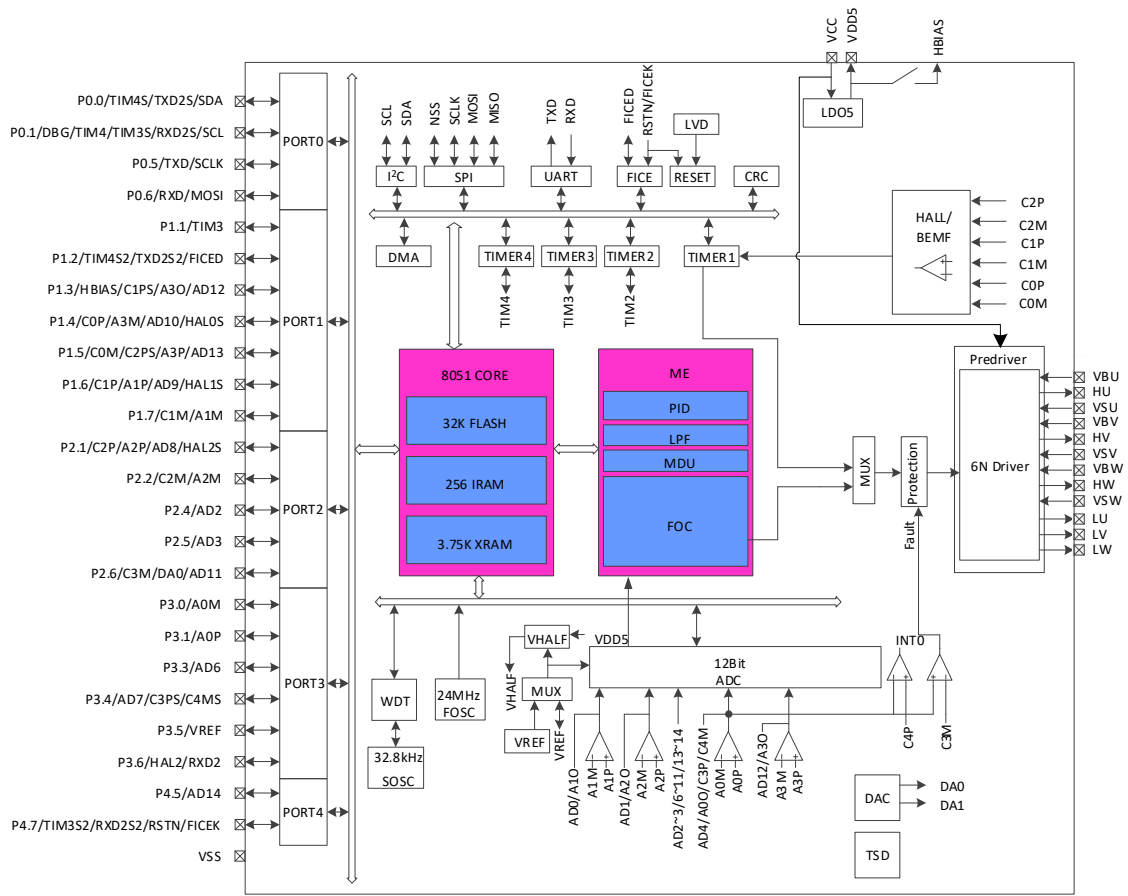 VCC
VDD5
HBIAS
LDO5
P0.0/TIM4S/TXD2S/SDA
P0.1/DBG/TIM4/TIM3S/RXD2S/SCL
P0.5/TXD/SCLK
P0.6/RXD/MOSI
P1.1/TIM3
P1.2/TIM4S2/TXD2S2/FICED
P1.3/HBIAS/C1PS/A3O/AD12
P1.4/C0P/A3M/AD10/HAL0S
P1.5/C0M/C2PS/A3P/AD13
P1.6/C1P/A1P/AD9/HAL1S
P1.7/C1M/A1M
P2.1/C2P/A2P/AD8/HAL2S
P2.2/C2M/A2M
P2.4/AD2
P2.5/AD3
P2.6/C3M/DA0/AD11
P3.0/A0M
P3.1/A0P
P3.3/AD6
P3.4/AD7/C3PS/C4MS
P3.5/VREF
P3.6/HAL2/RXD2
P4.5/AD14
P4.7/TIM3S2/RXD2S2/RSTN/FICEK
VSS
PORT0
PORT1
PORT2
PORT3
PORT4
SCL
SDA
NSS
SCLK
MOSI
MISO
TXD
RXD
FICED
RSTN/FICEK
LVD
I²C
SPI
UART
FICE
RESET
CRC
DMA
TIMER4
TIMER3
TIMER2
TIMER1
TIM4
TIM3
TIM2
HALL/
BEMF
C2P
C2M
C1P
C1M
C0P
C0M
8051 CORE
32K FLASH
256 IRAM
3.75K XRAM
ME
PID
LPF
MDU
FOC
MUX
Protection
Fault
Predriver
6N Driver
VBU
HU
VSU
VBV
HV
VSV
VBW
HW
VSW
LU
LV
LW
WDT
32.8kHz
SOSC
24MHz
FOSC
VHALF
VDD5
VHALF
MUX
VREF
VREF
12Bit
ADC
INT0
C4P
C3M
AD0/A1O
A1M
A1P
AD1/A2O
A2M
A2P
AD2~3/6~11/13~14
AD4/A0O/C3P/C4M
A0M
A0P
AD12/A3O
A3M
A3P
DAC
DA0
DA1
TSD